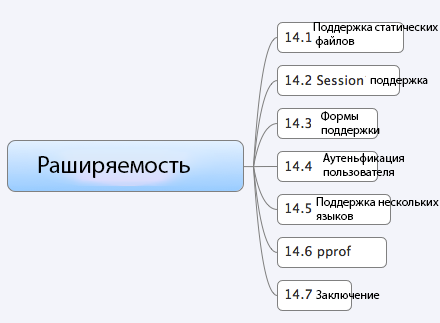 Раширяемость
14.1 Поддержка статических
файлов
14.2 Session поддержка
14.3 Формы
поддержки
14.4 Аутеньфикация
пользователя
14.5 Поддержка нескольких
языков
14.6 pprof
14.7 Заключение